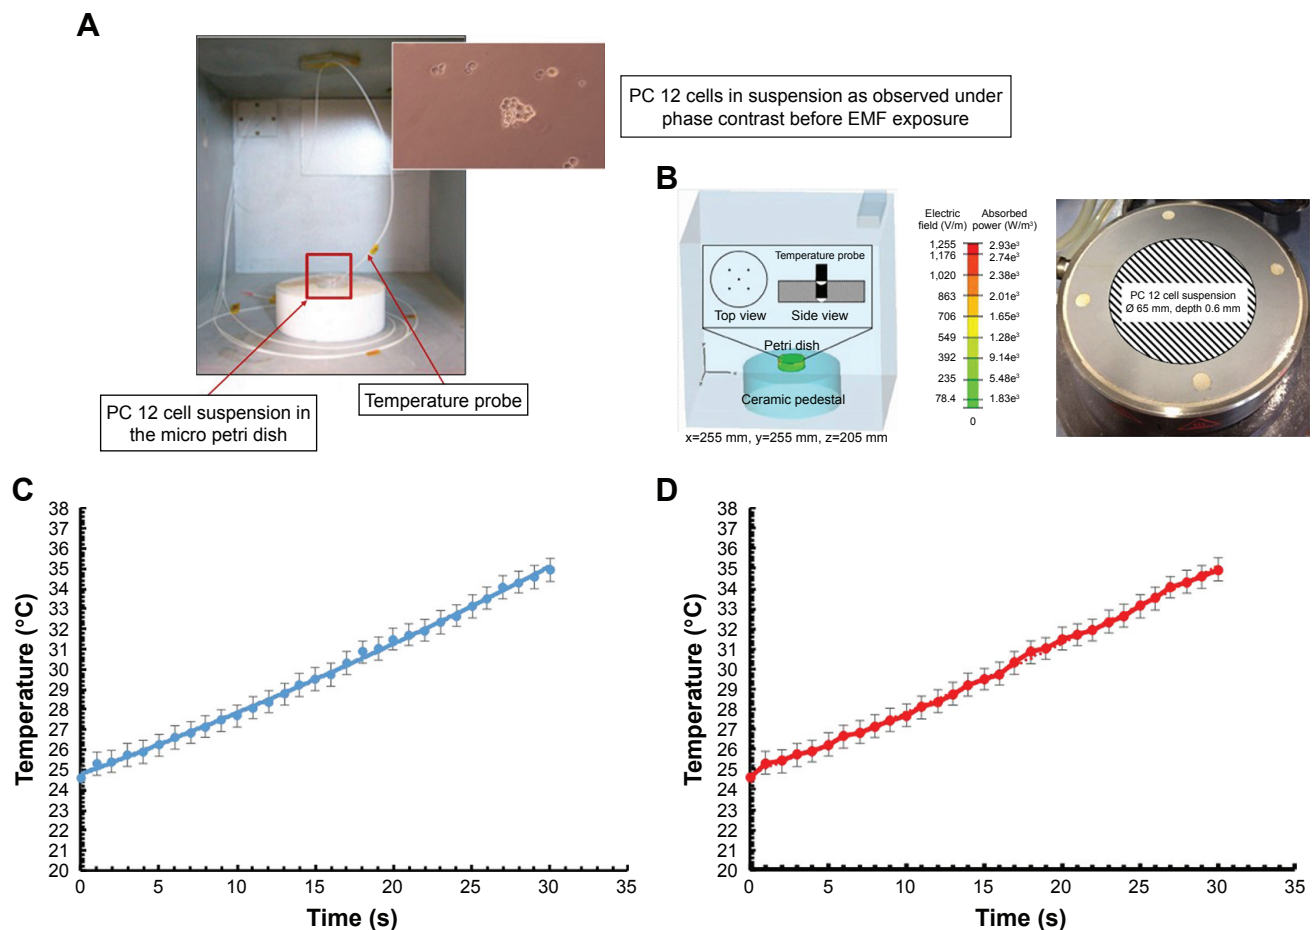 A
PC 12 cells in suspension as observed under
phase contrast before EMF exposure
Temperature probe
PC 12 cell suspension in
the micro petri dish
B
Temperature probe
Top view
Side view
Petri dish
Ceramic pedestal
x=255 mm, y=255 mm, z=205 mm
Electric
field (V/m)
Absorbed
power (W/m³)
1,255 2.93e³
1,176 2.74e³
1,020 2.38e³
863 2.01e³
706 1.65e³
549 1.28e³
392 9.14e³
235 5.48e³
78.4 1.83e³
0
PC 12 cell suspension
Ø 65 mm, depth 0.6 mm
C
Temperature (°C)
38
37
36
35
34
33
32
31
30
29
28
27
26
25
24
23
22
21
20
0 5 10 15 20 25 30 35
Time (s)
D
Temperature (°C)
38
37
36
35
34
33
32
31
30
29
28
27
26
25
24
23
22
21
20
0 5 10 15 20 25 30 35
Time (s)